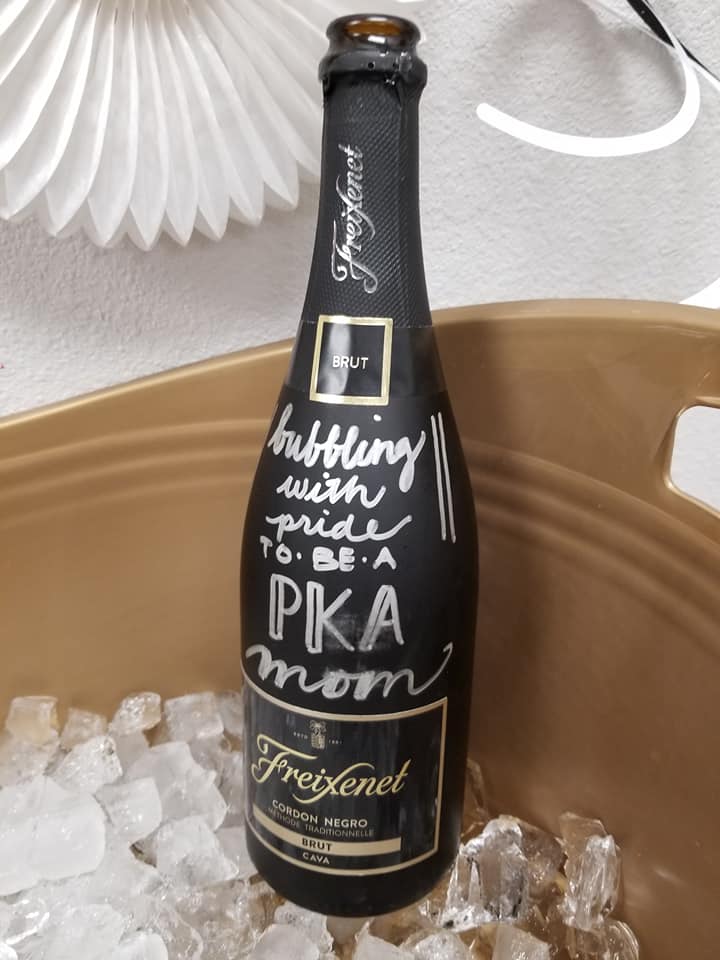 Freixenet
BRUT
bubbling
with
pride
TO·BE·A
PKA
mom
Freixenet
CORDON NEGRO
MÉTHODE TRADITIONNELLE
BRUT
CAVA